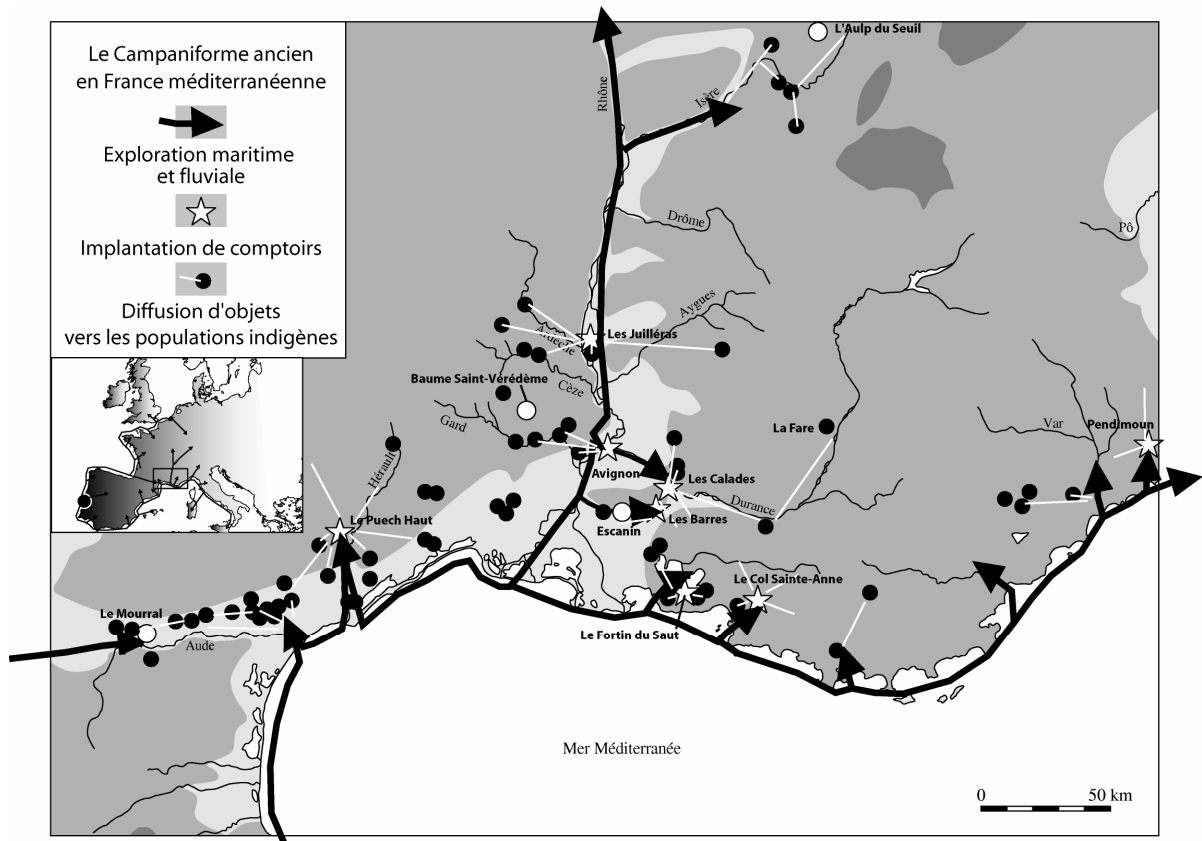 Le Campaniforme ancien
en France méditerranéenne
Exploration maritime
et fluviale
Implantation de comptoirs
Diffusion d'objets
vers les populations indigènes
L'Aulp du Seuil
Rhône
Isère
Drôme
Pô
Aygues
Les Juilléras
Ardèche
Baume Saint-Vérédème
Cèze
Gard
La Fare
Var
Pendimoun
Hérault
Avignon
Les Calades
Durance
Le Puech Haut
Escanin
Les Barres
Le Col Sainte-Anne
Le Mourral
Le Fortin du Saut
Aude
Mer Méditerranée
0 50 km